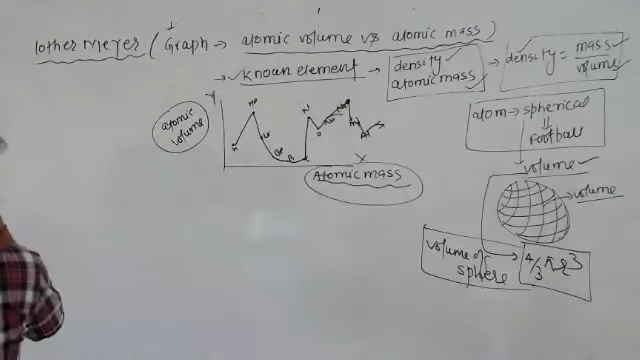 lother Meyer ( Graph → atomic volume vs atomic mass )
→ known element → density atomic mass → density = mass / volume
atomic volume
Y
X
Atomic mass
atom → spherical
football
volume
volume
volume of sphere → 4/3 πr³